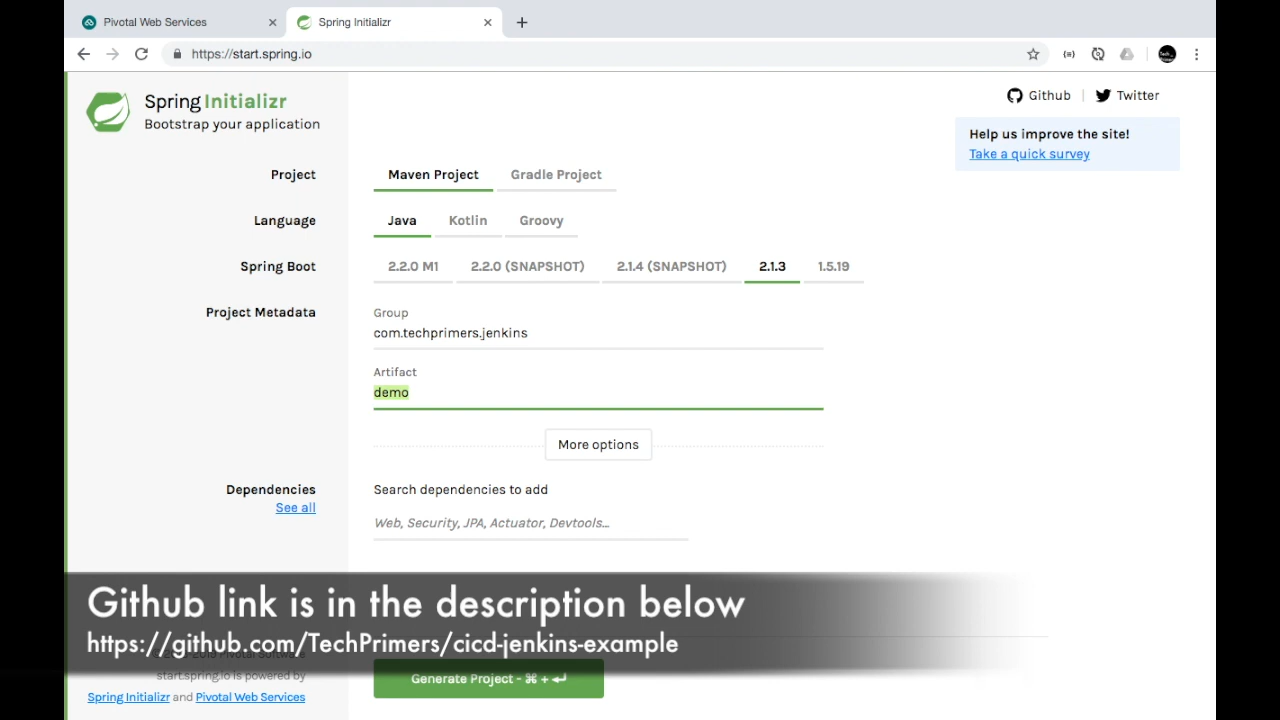 Pivotal Web Services
Spring Initializr
https://start.spring.io
Spring Initializr
Bootstrap your application
Github
Twitter
Help us improve the site!
Take a quick survey
Project
Maven Project
Gradle Project
Language
Java
Kotlin
Groovy
Spring Boot
2.2.0 M1
2.2.0 (SNAPSHOT)
2.1.4 (SNAPSHOT)
2.1.3
1.5.19
Project Metadata
Group
com.techprimers.jenkins
Artifact
demo
More options
Dependencies
See all
Search dependencies to add
Web, Security, JPA, Actuator, Devtools...
Github link is in the description below
https://github.com/TechPrimers/cicd-jenkins-example
Pivotal Software
start.spring.io is powered by
Spring Initializr and Pivotal Web Services
Generate Project - ⌘ + ↵